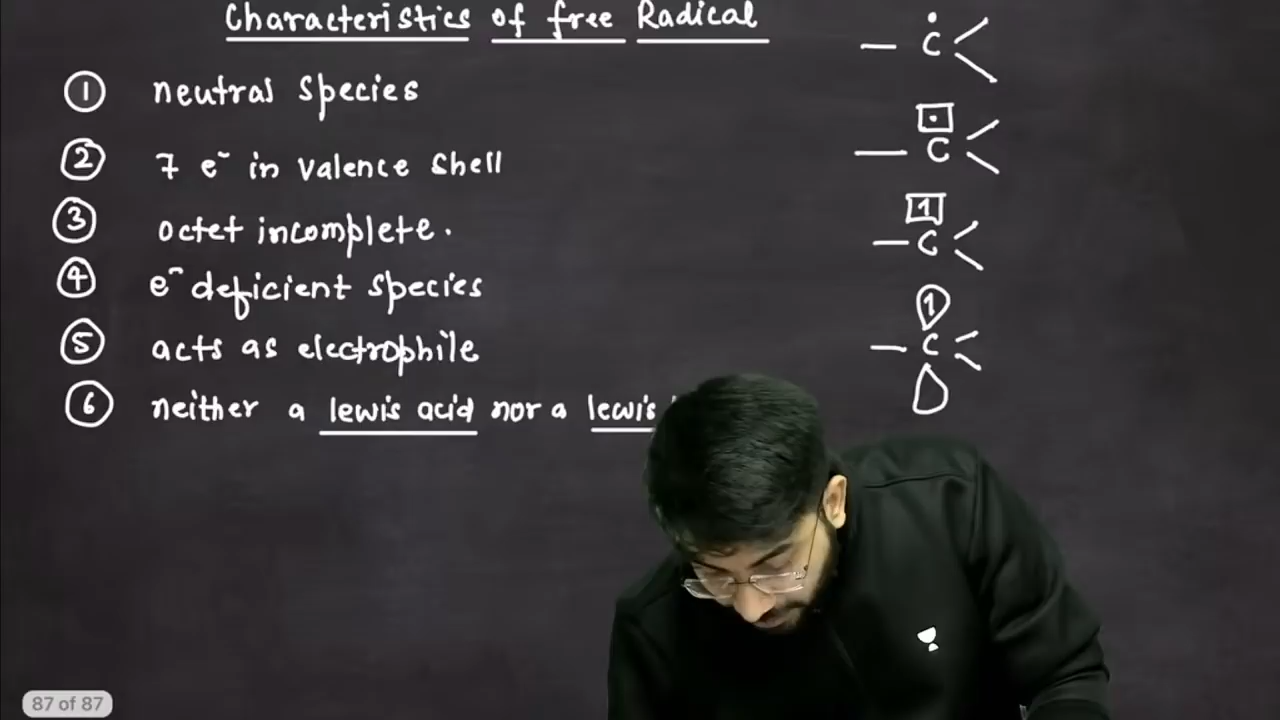 Characteristics of free Radical
① neutral species
② 7 e⁻ in valence shell
③ octet incomplete.
④ e⁻ deficient species
⑤ acts as electrophile
⑥ neither a lewis acid nor a lewis
Ċ
· C
1 C
1 C
87 of 87